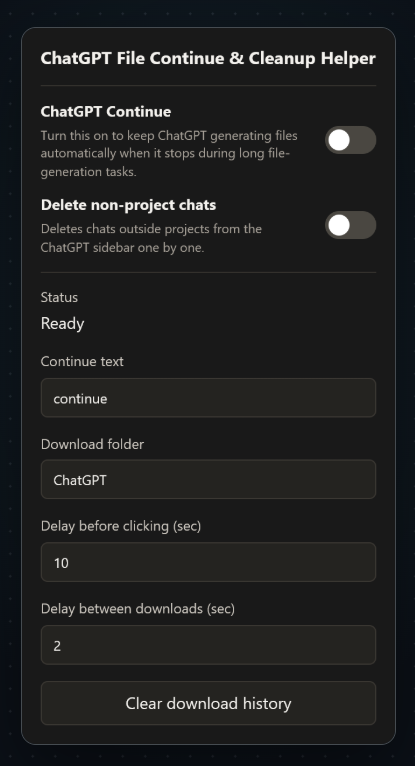 ChatGPT File Continue & Cleanup Helper
ChatGPT Continue
Turn this on to keep ChatGPT generating files
automatically when it stops during long file-
generation tasks.
Delete non-project chats
Deletes chats outside projects from the
ChatGPT sidebar one by one.
Status
Ready
Continue text
continue
Download folder
ChatGPT
Delay before clicking (sec)
10
Delay between downloads (sec)
2
Clear download history